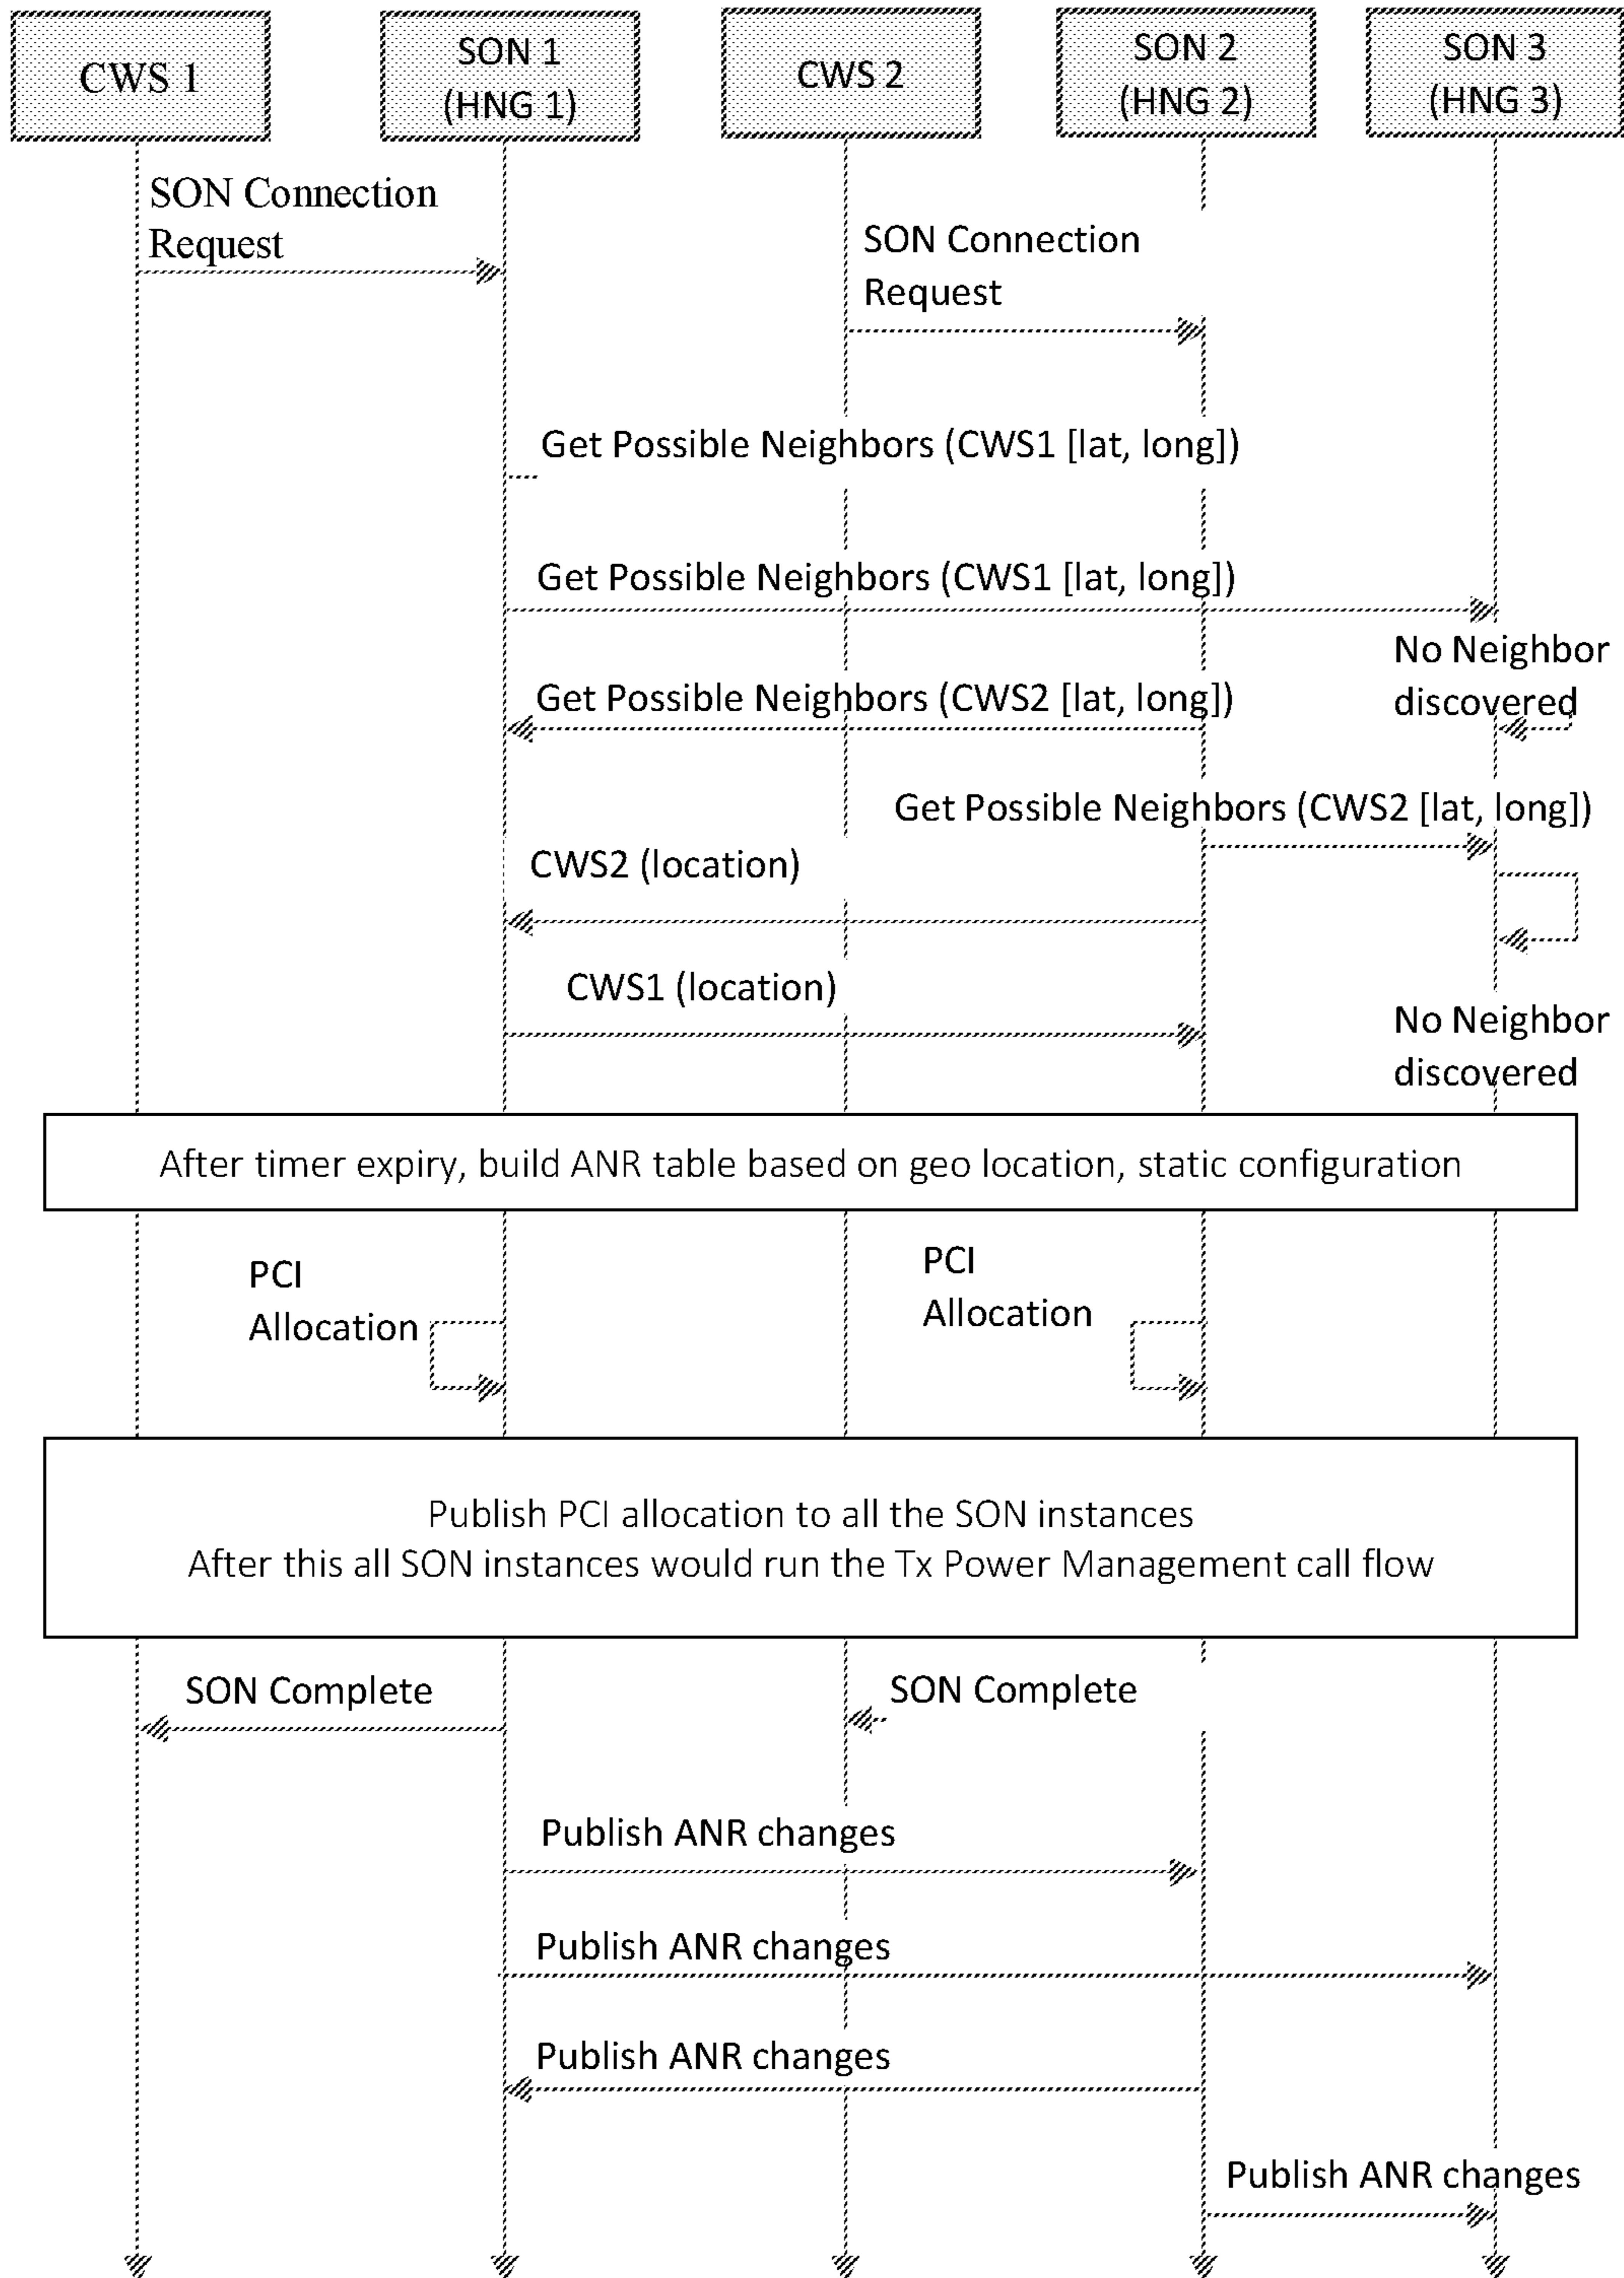 CWS 1
SON 1
(HNG 1)
CWS 2
SON 2
(HNG 2)
SON 3
(HNG 3)
SON Connection
Request
SON Connection
Request
Get Possible Neighbors (CWS1 [lat, long])
Get Possible Neighbors (CWS1 [lat, long])
No Neighbor
discovered
Get Possible Neighbors (CWS2 [lat, long])
Get Possible Neighbors (CWS2 [lat, long])
CWS2 (location)
CWS1 (location)
No Neighbor
discovered
After timer expiry, build ANR table based on geo location, static configuration
PCI
Allocation
PCI
Allocation
Publish PCI allocation to all the SON instances
After this all SON instances would run the Tx Power Management call flow
SON Complete
SON Complete
Publish ANR changes
Publish ANR changes
Publish ANR changes
Publish ANR changes